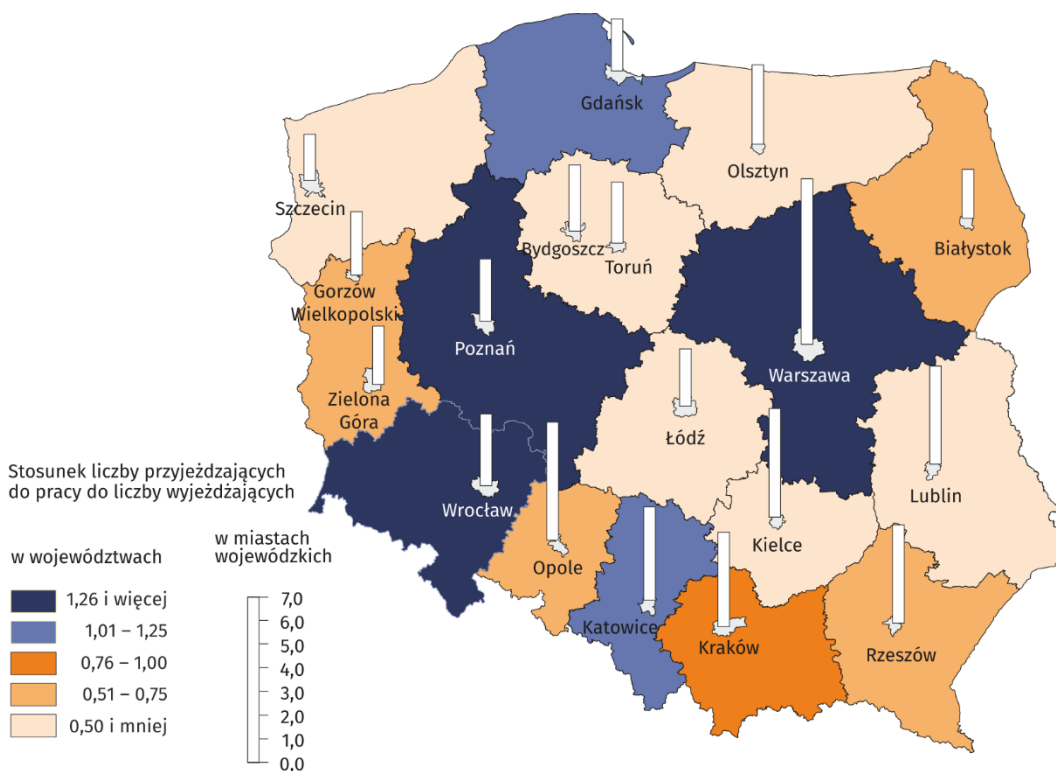 Gdańsk
Olsztyn
Szczecin
Białystok
Bydgoszcz
Toruń
Gorzów
Wielkopolski
Poznań
Warszawa
Zielona
Góra
Łódź
Stosunek liczby przyjeżdzających
do pracy do liczby wyjeżdżających
Lublin
Wrocław
w województwach
w miastach
wojewódzkich
Kielce
Opole
1,26 i więcej
1,01 – 1,25
0,76 – 1,00
0,51 – 0,75
0,50 i mniej
7,0
6,0
5,0
4,0
3,0
2,0
1,0
0,0
Katowice
Kraków
Rzeszów